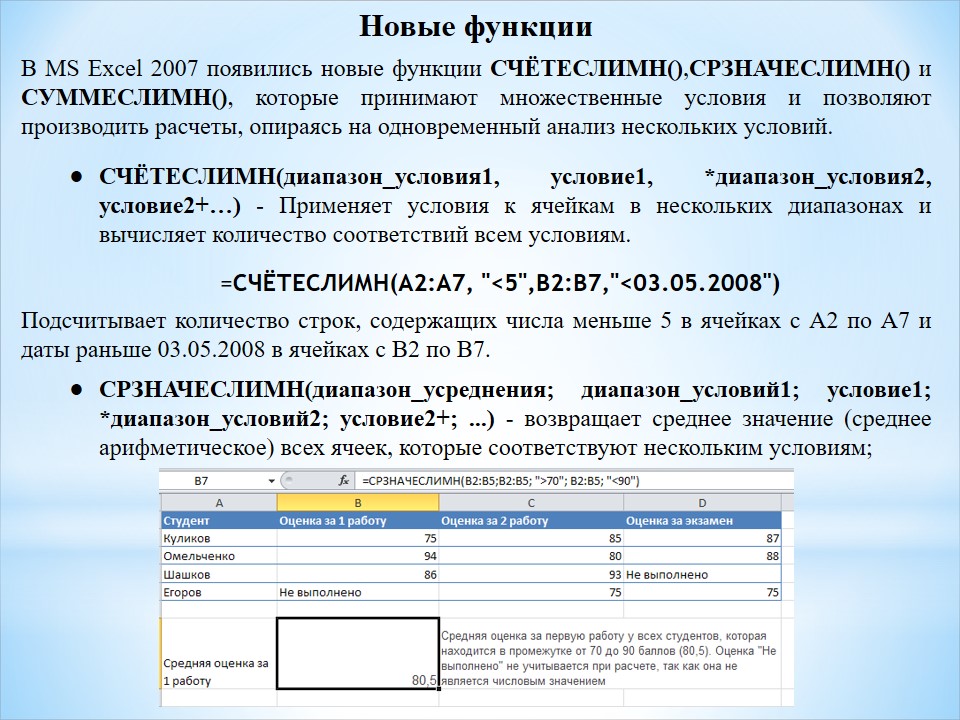 Новые функции
В MS Excel 2007 появились новые функции СЧЁТЕСЛИМН(),СРЗНАЧЕСЛИМН() и
СУММЕСЛИМН(), которые принимают множественные условия и позволяют
производить расчеты, опираясь на одновременный анализ нескольких условий.
● СЧЁТЕСЛИМН(диапазон_условия1, условие1, *диапазон_условия2,
условие2+…) - Применяет условия к ячейкам в нескольких диапазонах и
вычисляет количество соответствий всем условиям.
=СЧЁТЕСЛИМН(A2:A7, "<5",B2:B7,"<03.05.2008")
Подсчитывает количество строк, содержащих числа меньше 5 в ячейках с A2 по A7 и
даты раньше 03.05.2008 в ячейках с B2 по B7.
● СРЗНАЧЕСЛИМН(диапазон_усреднения; диапазон_условий1; условие1;
*диапазон_условий2; условие2+; ...) - возвращает среднее значение (среднее
арифметическое) всех ячеек, которые соответствуют нескольким условиям;
B7 fx =СРЗНАЧЕСЛИМН(B2:B5;B2:B5; ">70"; B2:B5; "<90")
A B C D
Студент Оценка за 1 работу Оценка за 2 работу Оценка за экзамен
Куликов 75 85 87
Омельченко 94 80 88
Шашков 86 93 Не выполнено
Егоров Не выполнено 75 75
Средняя оценка за
1 работу
80,5
Средняя оценка за первую работу у всех студентов, которая
находится в промежутке от 70 до 90 баллов (80,5). Оценка "Не
выполнено" не учитывается при расчете, так как она не
является числовым значением